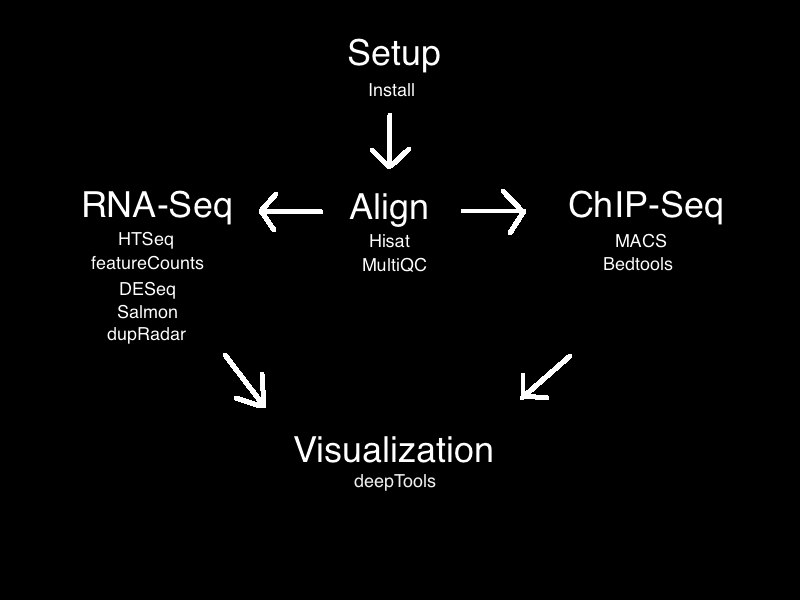 Setup
Install
RNA-Seq
HTSeq
featureCounts
DESeq
Salmon
dupRadar
Align
Hisat
MultiQC
ChIP-Seq
MACS
Bedtools
Visualization
deepTools